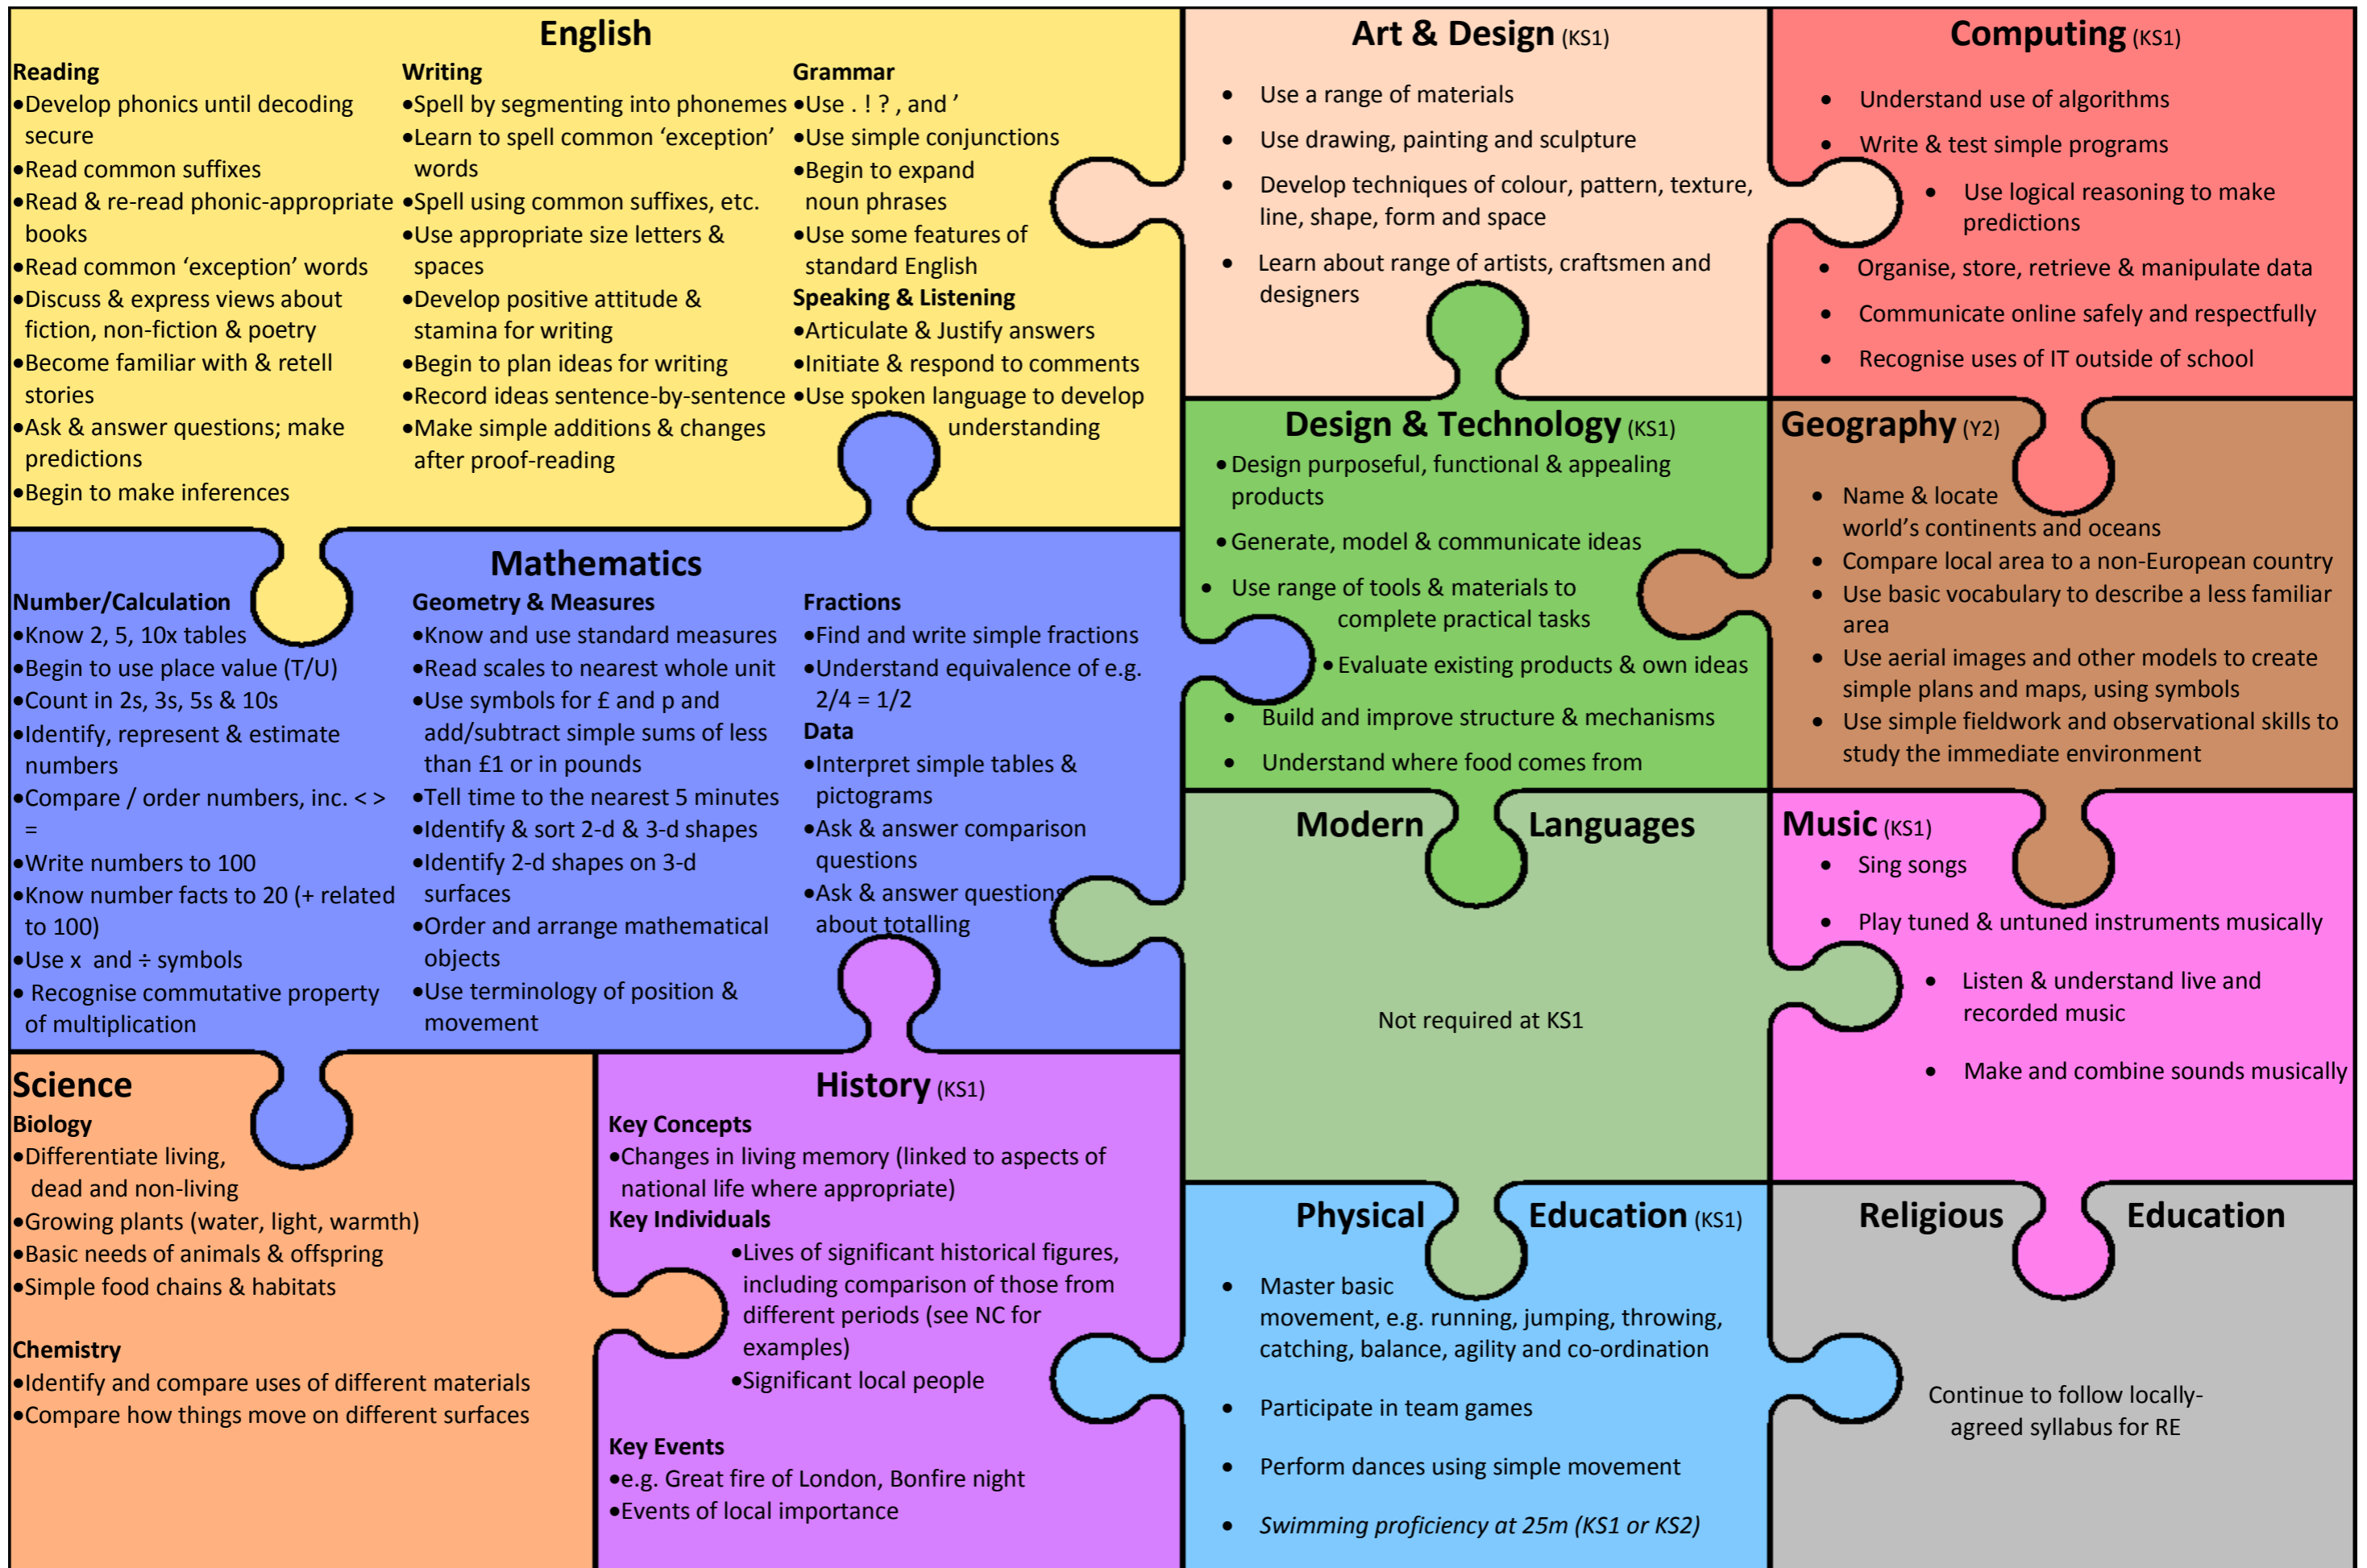 English
Reading
•Develop phonics until decoding
secure
•Read common suffixes
•Read & re-read phonic-appropriate
books
•Read common ‘exception’ words
•Discuss & express views about
fiction, non-fiction & poetry
•Become familiar with & retell
stories
•Ask & answer questions; make
predictions
•Begin to make inferences
Writing
•Spell by segmenting into phonemes
•Learn to spell common ‘exception’
words
•Spell using common suffixes, etc.
•Use appropriate size letters &
spaces
•Develop positive attitude &
stamina for writing
•Begin to plan ideas for writing
•Record ideas sentence-by-sentence
•Make simple additions & changes
after proof-reading
Grammar
•Use . ! ? , and ’
•Use simple conjunctions
•Begin to expand
noun phrases
•Use some features of
standard English
Speaking & Listening
•Articulate & Justify answers
•Initiate & respond to comments
•Use spoken language to develop
understanding
Art & Design (KS1)
• Use a range of materials
• Use drawing, painting and sculpture
• Develop techniques of colour, pattern, texture,
line, shape, form and space
• Learn about range of artists, craftsmen and
designers
Computing (KS1)
• Understand use of algorithms
• Write & test simple programs
• Use logical reasoning to make
predictions
• Organise, store, retrieve & manipulate data
• Communicate online safely and respectfully
• Recognise uses of IT outside of school
Mathematics
Number/Calculation
•Know 2, 5, 10x tables
•Begin to use place value (T/U)
•Count in 2s, 3s, 5s & 10s
•Identify, represent & estimate
numbers
•Compare / order numbers, inc. < >
=
•Write numbers to 100
•Know number facts to 20 (+ related
to 100)
•Use x and ÷ symbols
• Recognise commutative property
of multiplication
Geometry & Measures
•Know and use standard measures
•Read scales to nearest whole unit
•Use symbols for £ and p and
add/subtract simple sums of less
than £1 or in pounds
•Tell time to the nearest 5 minutes
•Identify & sort 2-d & 3-d shapes
•Identify 2-d shapes on 3-d
surfaces
•Order and arrange mathematical
objects
•Use terminology of position &
movement
Fractions
•Find and write simple fractions
•Understand equivalence of e.g.
2/4 = 1/2
Data
•Interpret simple tables &
pictograms
•Ask & answer comparison
questions
•Ask & answer questions
about totalling
Design & Technology (KS1)
• Design purposeful, functional & appealing
products
• Generate, model & communicate ideas
• Use range of tools & materials to
complete practical tasks
• Evaluate existing products & own ideas
• Build and improve structure & mechanisms
• Understand where food comes from
Geography (Y2)
• Name & locate
world’s continents and oceans
• Compare local area to a non-European country
• Use basic vocabulary to describe a less familiar
area
• Use aerial images and other models to create
simple plans and maps, using symbols
• Use simple fieldwork and observational skills to
study the immediate environment
Modern Languages
Not required at KS1
Music (KS1)
• Sing songs
• Play tuned & untuned instruments musically
• Listen & understand live and
recorded music
• Make and combine sounds musically
Science
Biology
•Differentiate living,
dead and non-living
•Growing plants (water, light, warmth)
•Basic needs of animals & offspring
•Simple food chains & habitats
Chemistry
•Identify and compare uses of different materials
•Compare how things move on different surfaces
History (KS1)
Key Concepts
•Changes in living memory (linked to aspects of
national life where appropriate)
Key Individuals
•Lives of significant historical figures,
including comparison of those from
different periods (see NC for
examples)
•Significant local people
Key Events
•e.g. Great fire of London, Bonfire night
•Events of local importance
Physical Education (KS1)
• Master basic
movement, e.g. running, jumping, throwing,
catching, balance, agility and co-ordination
• Participate in team games
• Perform dances using simple movement
• Swimming proficiency at 25m (KS1 or KS2)
Religious Education
Continue to follow locally-
agreed syllabus for RE